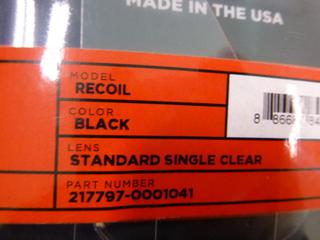 MADE IN THE USA
MODEL
RECOIL
COLOR
BLACK
LENS
STANDARD SINGLE CLEAR
PART NUMBER
217797-0001041